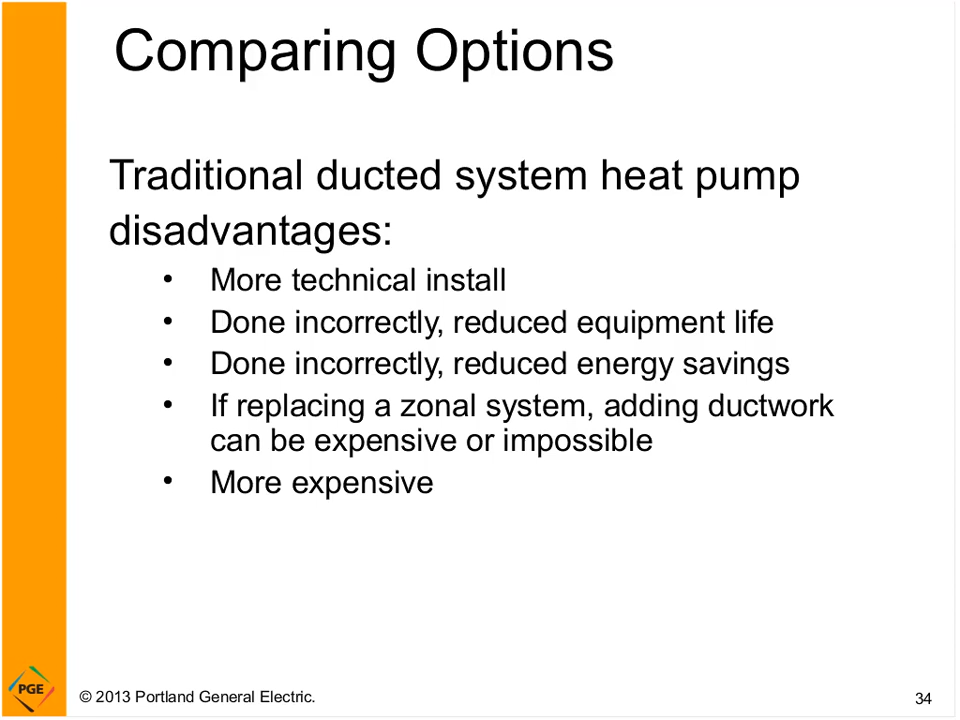 Comparing Options
Traditional ducted system heat pump
disadvantages:
• More technical install
• Done incorrectly, reduced equipment life
• Done incorrectly, reduced energy savings
• If replacing a zonal system, adding ductwork
can be expensive or impossible
• More expensive
PGE
© 2013 Portland General Electric.
34